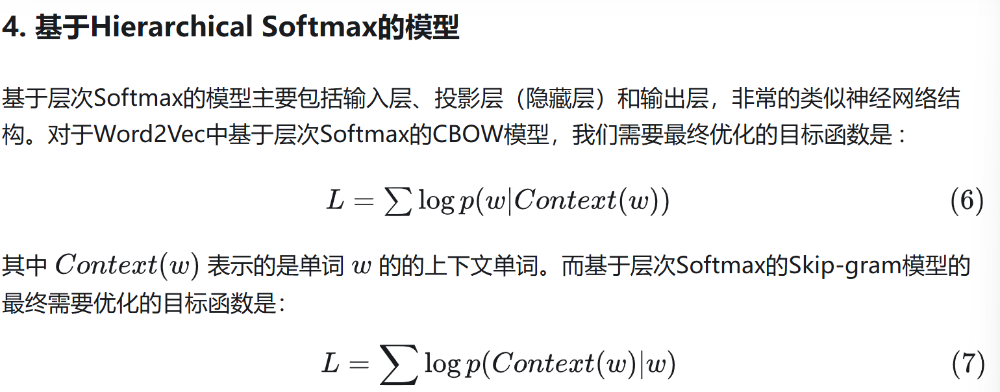 4. 基于Hierarchical Softmax的模型
基于层次Softmax的模型主要包括输入层、投影层（隐藏层）和输出层，非常的类似神经网络结
构。对于Word2Vec中基于层次Softmax的CBOW模型，我们需要最终优化的目标函数是：
L = ∑ log p(w|Context(w)) (6)
其中 Context(w) 表示的是单词 w 的的上下文单词。而基于层次Softmax的Skip-gram模型的
最终需要优化的目标函数是：
L = ∑ log p(Context(w)|w) (7)